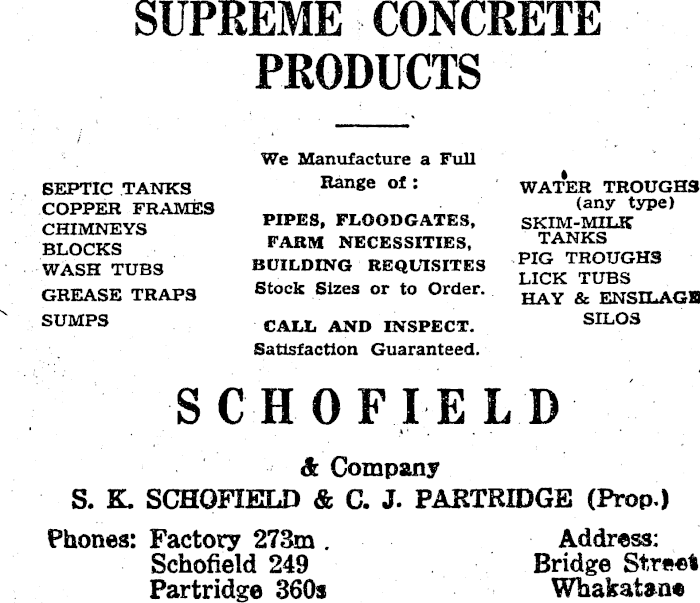 SUPREME CONCRETE
PRODUCTS
SEPTIC TANKS
COPPER FRAMES
CHIMNEYS
BLOCKS
WASH TUBS
GREASE TRAPS
SUMPS
We Manufacture a Full
Range of :
PIPES, FLOODGATES,
FARM NECESSITIES,
BUILDING REQUISITES
Stock Sizes or to Order.
CALL AND INSPECT.
Satisfaction Guaranteed.
WATER TROUGHS
(any type)
SKIM-MILK
TANKS
PIG TROUGHS
LICK TUBS
HAY & ENSILAGE
SILOS
SCHOFIELD
& Company
S. K. SCHOFIELD & C. J. PARTRIDGE (Prop.)
Phones: Factory 273m .
Schofield 249
Partridge 360s
Address:
Bridge Street
Whakatane